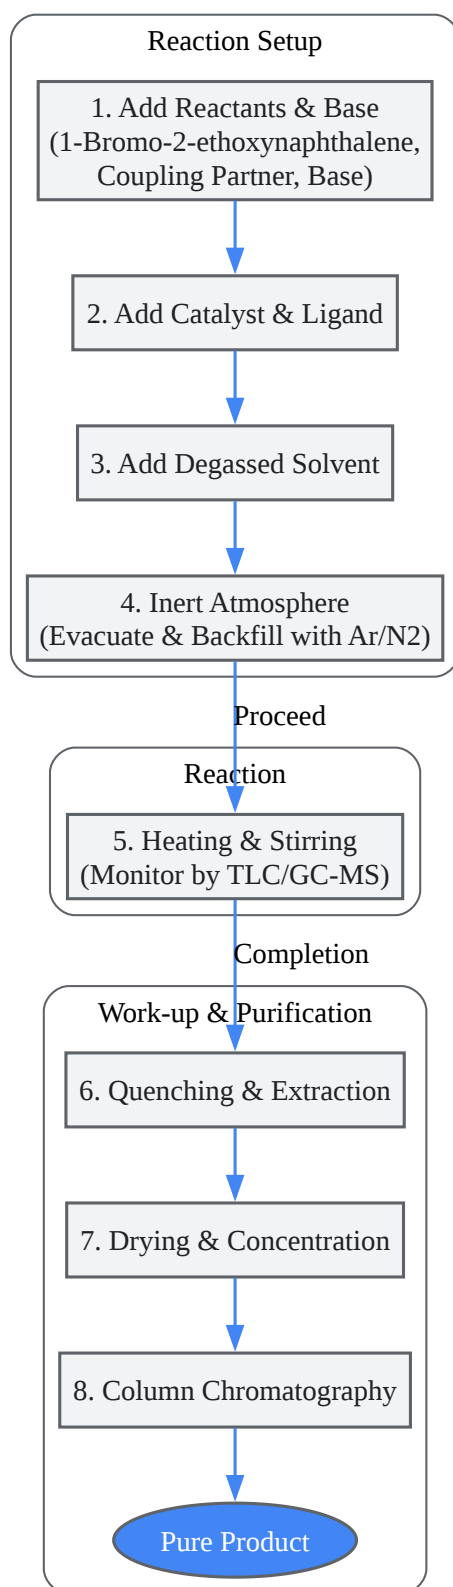 Reaction Setup
1. Add Reactants & Base
(1-Bromo-2-ethoxynaphthalene,
Coupling Partner, Base)
2. Add Catalyst & Ligand
3. Add Degassed Solvent
4. Inert Atmosphere
(Evacuate & Backfill with Ar/N2)
Proceed
Reaction
5. Heating & Stirring
(Monitor by TLC/GC-MS)
Completion
Work-up & Purification
6. Quenching & Extraction
7. Drying & Concentration
8. Column Chromatography
Pure Product